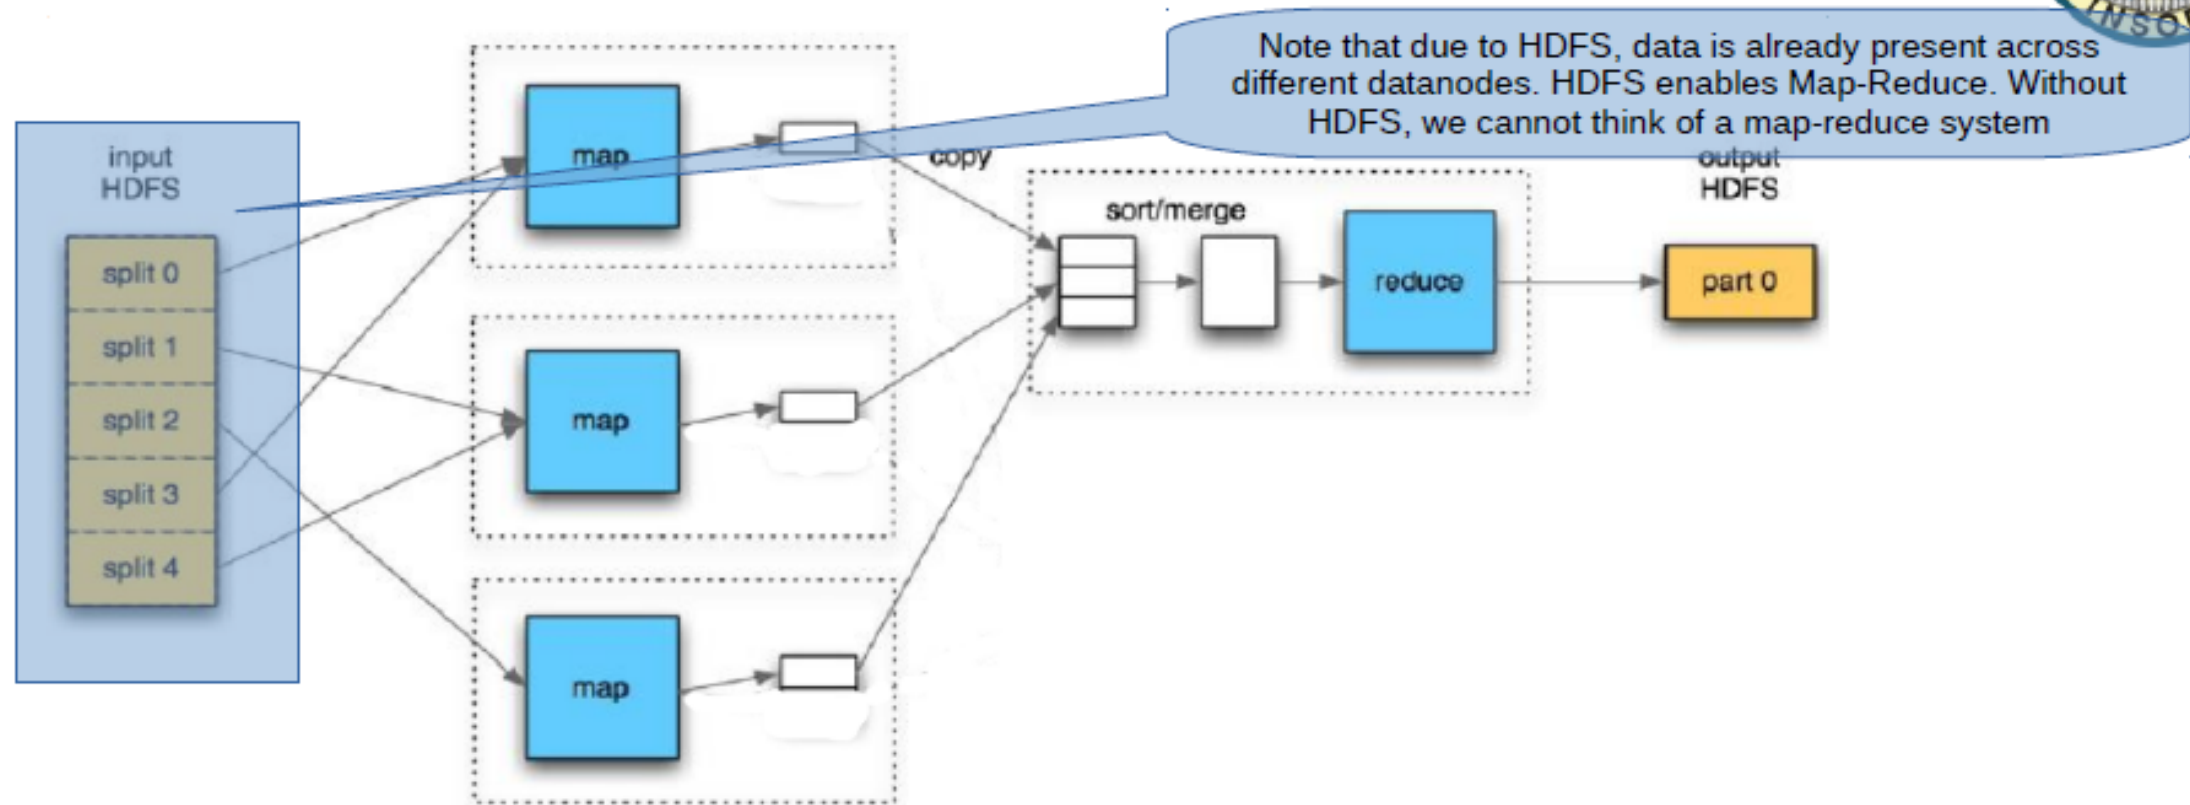 Note that due to HDFS, data is already present across
different datanodes. HDFS enables Map-Reduce. Without
HDFS, we cannot think of a map-reduce system
INSO
input
HDFS
split 0
split 1
split 2
split 3
split 4
map
map
map
copy
sort/merge
reduce
output
HDFS
part 0